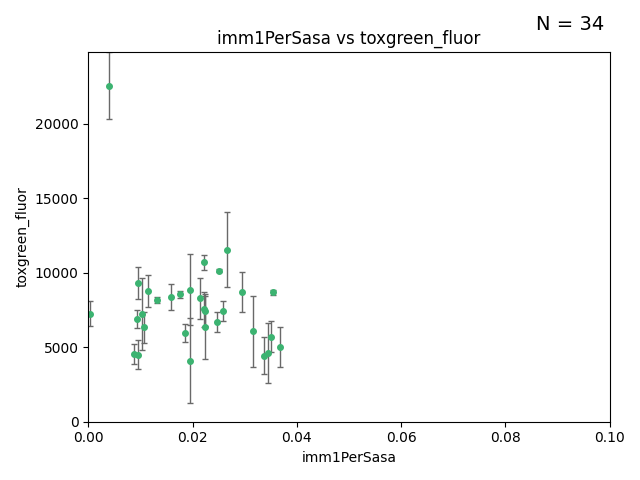 N = 34
imm1PerSasa vs toxgreen_fluor
toxgreen_fluor
20000
15000
10000
5000
0
0.00 0.02 0.04 0.06 0.08 0.10
imm1PerSasa